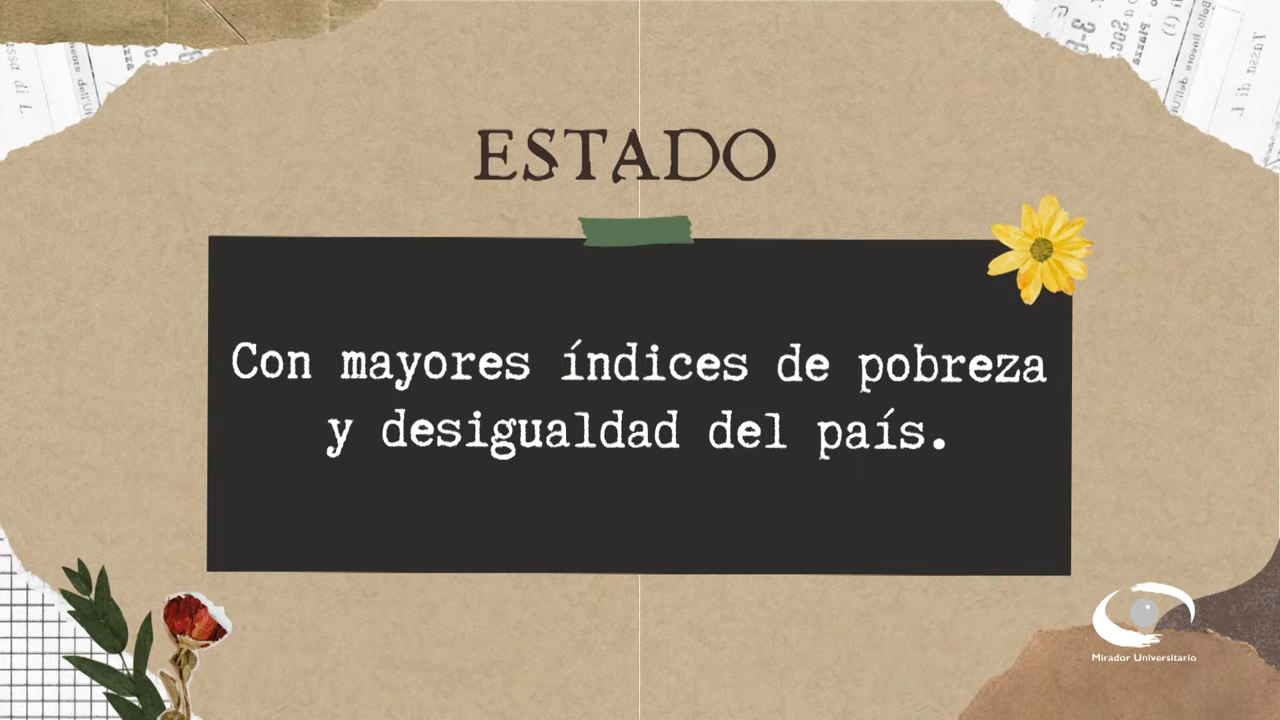 ESTADO
Con mayores índices de pobreza
y desigualdad del país.
Mirador Universitario